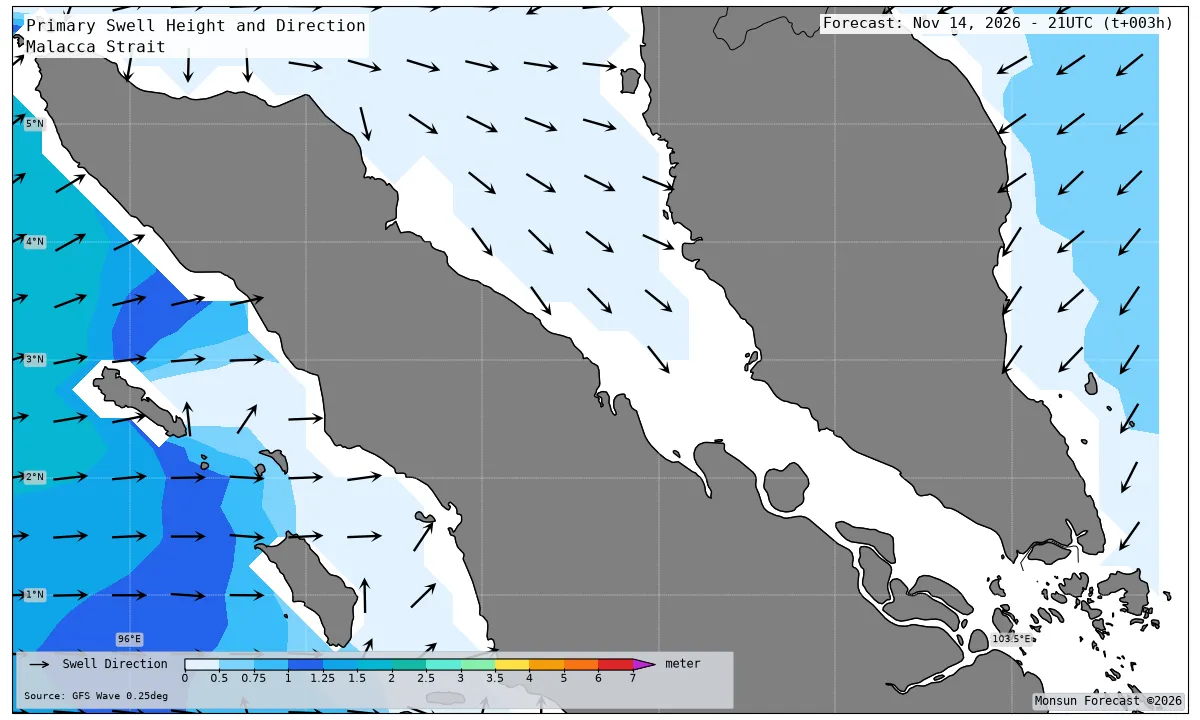 Primary Swell Height and Direction
Malacca Strait
Forecast: Nov 14, 2026 - 21UTC (t+003h)
5°N
4°N
3°N
2°N
1°N
96°E
103.5°E
Swell Direction
meter
0 0.5 0.75 1 1.25 1.5 2 2.5 3 3.5 4 5 6 7
Source: GFS Wave 0.25deg
Monsun Forecast ©2026